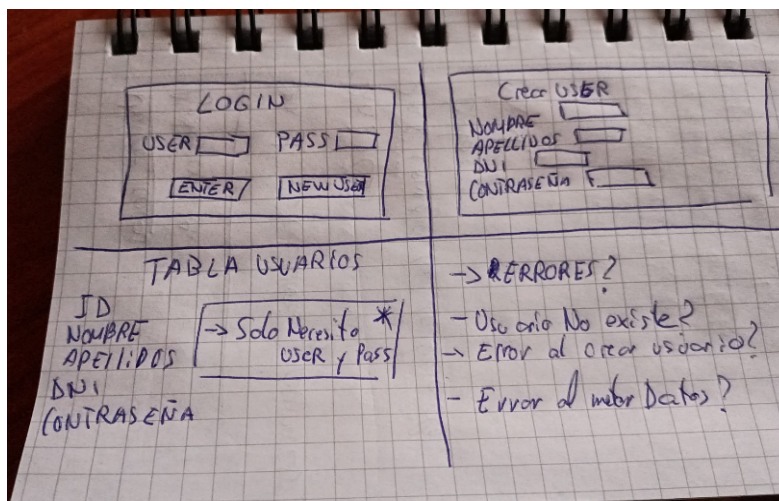 LOGIN
USER PASS
ENTER NEW USER
Crear USER
NOMBRE
APELLIDOS
DNI
CONTRASEÑA
TABLA USUARIOS
ID
NOMBRE
APELLIDOS
DNI
CONTRASEÑA
→ Solo Necesito *
USER y PASS
→ ERRORES?
- Usuario No existe?
→ Error al crear usuario?
- Error al meter Datos?